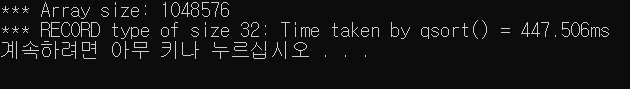 *** Array size: 1048576
*** RECORD type of size 32: Time taken by qsort() = 447.506ms
계속하려면 아무 키나 누르십시오 . . .